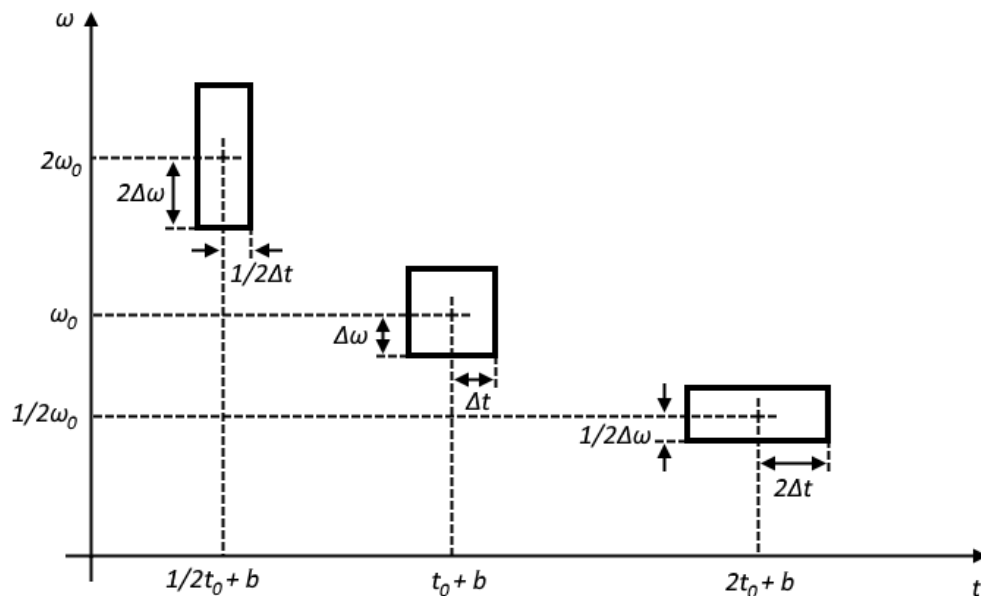 ω
2ω₀
2Δω
1/2Δt
ω₀
Δω
Δt
1/2ω₀
1/2Δω
2Δt
1/2t₀ + b
t₀ + b
2t₀ + b
t